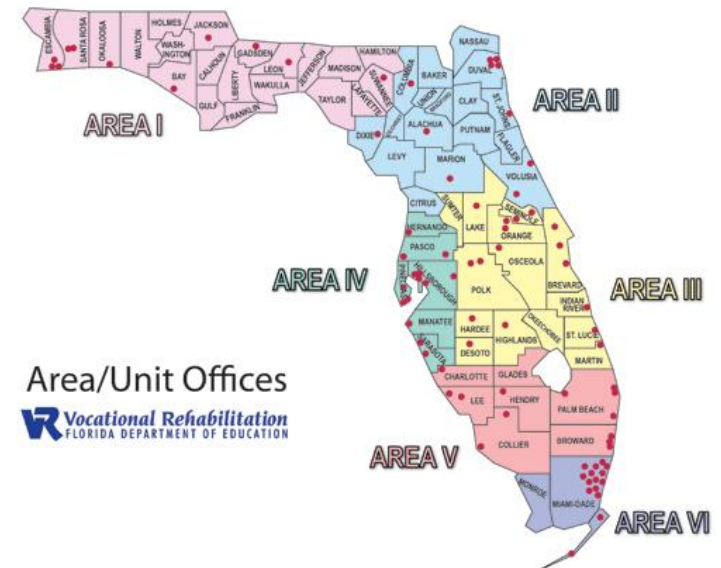 HOLMES
JACKSON
ESCAMBIA
SANTA ROSA
OKALOOSA
WALTON
WASH-
INGTON
BAY
CALHOUN
GULF
LIBERTY
GADSDEN
LEON
WAKULLA
FRANKLIN
JEFFERSON
MADISON
TAYLOR
HAMILTON
SUWANNEE
LAFAYETTE
AREA I
NASSAU
DUVAL
BAKER
COLUMBIA
UNION
CLAY
ST. JOHNS
ALACHUA
PUTNAM
FLAGLER
DIXIE
LEVY
MARION
VOLUSIA
CITRUS
AREA II
SUMTER
LAKE
SEMINOLE
ORANGE
OSCEOLA
BREVARD
POLK
INDIAN
RIVER
OKEECHOBEE
ST. LUCIE
HARDEE
HIGHLANDS
DESOTO
MARTIN
AREA III
HERNANDO
PASCO
PINELLAS
HILLSBOROUGH
MANATEE
SARASOTA
AREA IV
CHARLOTTE
GLADES
LEE
HENDRY
PALM BEACH
COLLIER
BROWARD
AREA V
MONROE
MIAMI-DADE
AREA VI
Area/Unit Offices
VR Vocational Rehabilitation
FLORIDA DEPARTMENT OF EDUCATION